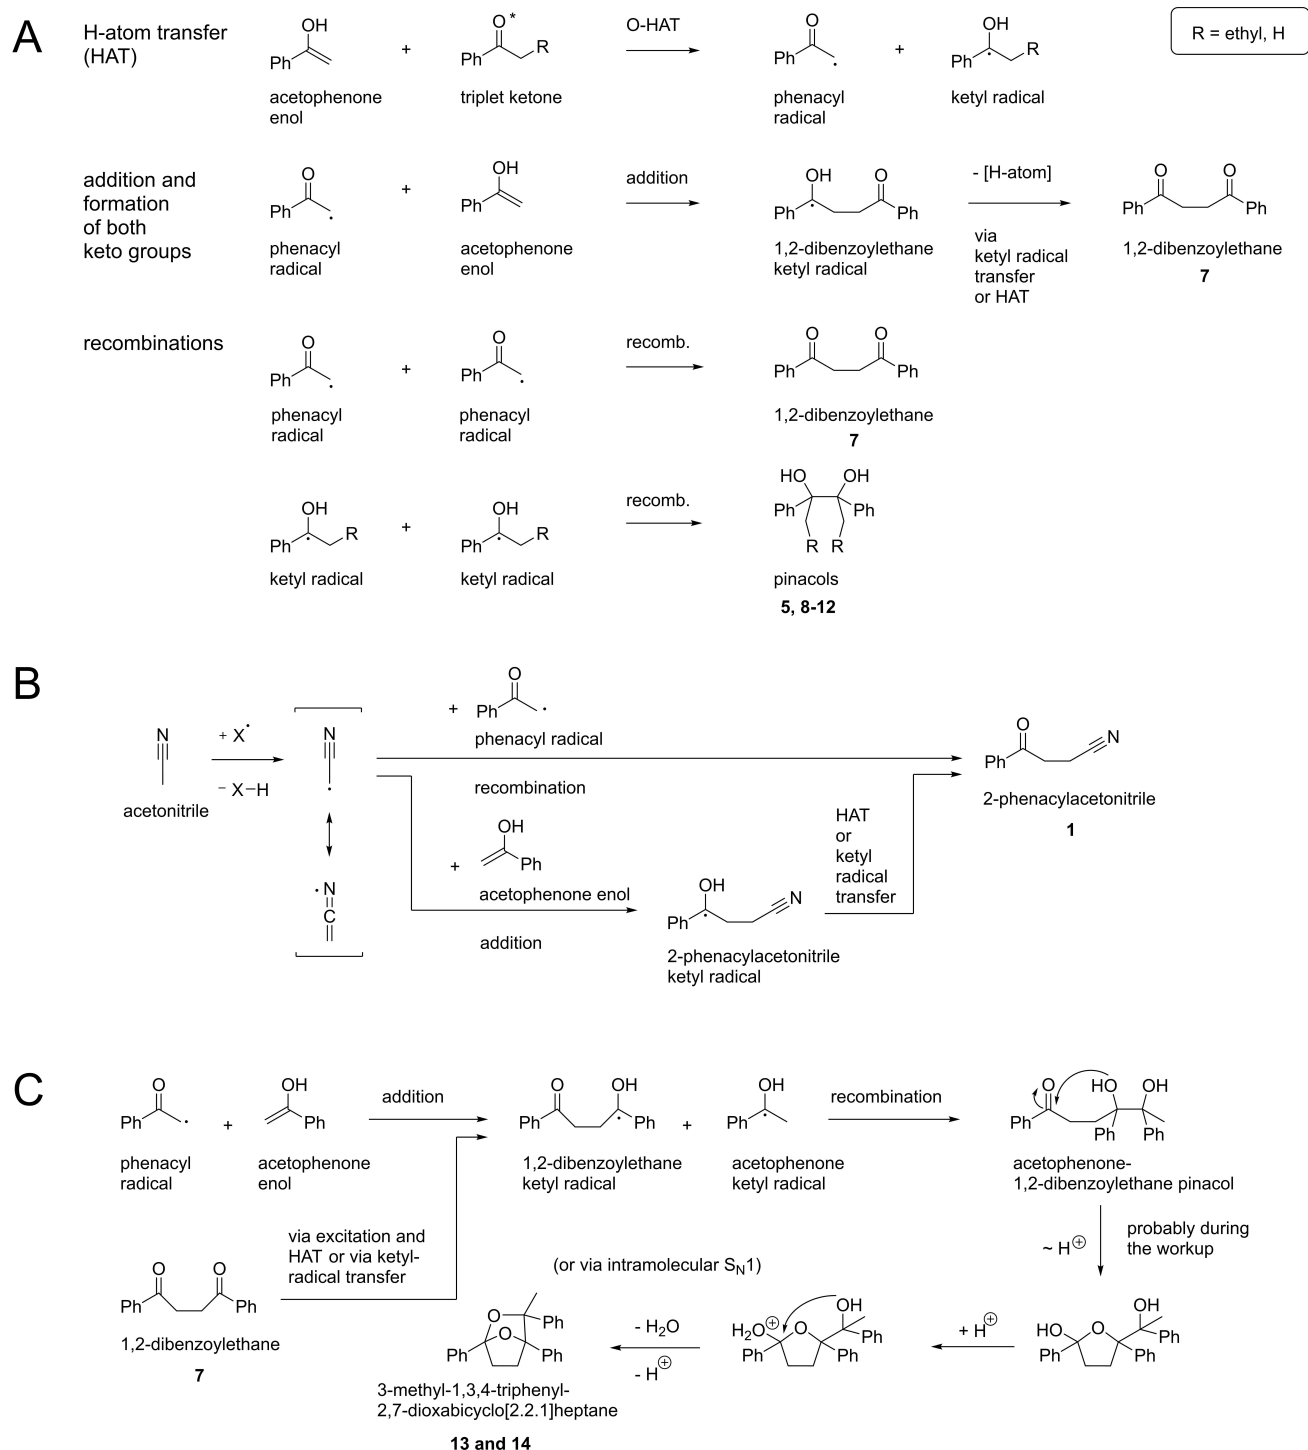 A
H-atom transfer
(HAT)
OH
Ph
acetophenone
enol
+
O*
Ph
R
triplet ketone
O-HAT
O
Ph
phenacyl
radical
+
OH
Ph
R
ketyl radical
R = ethyl, H
addition and
formation
of both
keto groups
O
Ph
phenacyl
radical
+
OH
Ph
acetophenone
enol
addition
OH
O
Ph
Ph
1,2-dibenzoylethane
ketyl radical
- [H-atom]
via
ketyl radical
transfer
or HAT
O
O
Ph
Ph
1,2-dibenzoylethane
7
recombinations
O
Ph
phenacyl
radical
+
O
Ph
phenacyl
radical
recomb.
O
O
Ph
Ph
1,2-dibenzoylethane
7
OH
Ph
R
ketyl radical
+
OH
Ph
R
ketyl radical
recomb.
HO
OH
Ph
Ph
R
R
pinacols
5, 8-12
B
N
acetonitrile
+ X•
- X-H
N
•N
C
+
O
Ph
phenacyl radical
recombination
+
OH
Ph
acetophenone enol
addition
OH
Ph
N
2-phenacylacetonitrile
ketyl radical
HAT
or
ketyl
radical
transfer
O
Ph
N
2-phenacylacetonitrile
1
C
O
Ph
phenacyl
radical
+
OH
Ph
acetophenone
enol
addition
O
OH
Ph
Ph
1,2-dibenzoylethane
ketyl radical
+
OH
Ph
acetophenone
ketyl radical
recombination
O
HO
OH
Ph
Ph
Ph
acetophenone-
1,2-dibenzoylethane pinacol
O
O
Ph
Ph
1,2-dibenzoylethane
7
via excitation and
HAT or via ketyl-
radical transfer
~ H⊕
probably during
the workup
HO
O
OH
Ph
Ph
Ph
+ H⊕
H2O⊕
O
OH
Ph
Ph
Ph
(or via intramolecular SN1)
- H2O
- H⊕
O
O
Ph
Ph
Ph
3-methyl-1,3,4-triphenyl-
2,7-dioxabicyclo[2.2.1]heptane
13 and 14